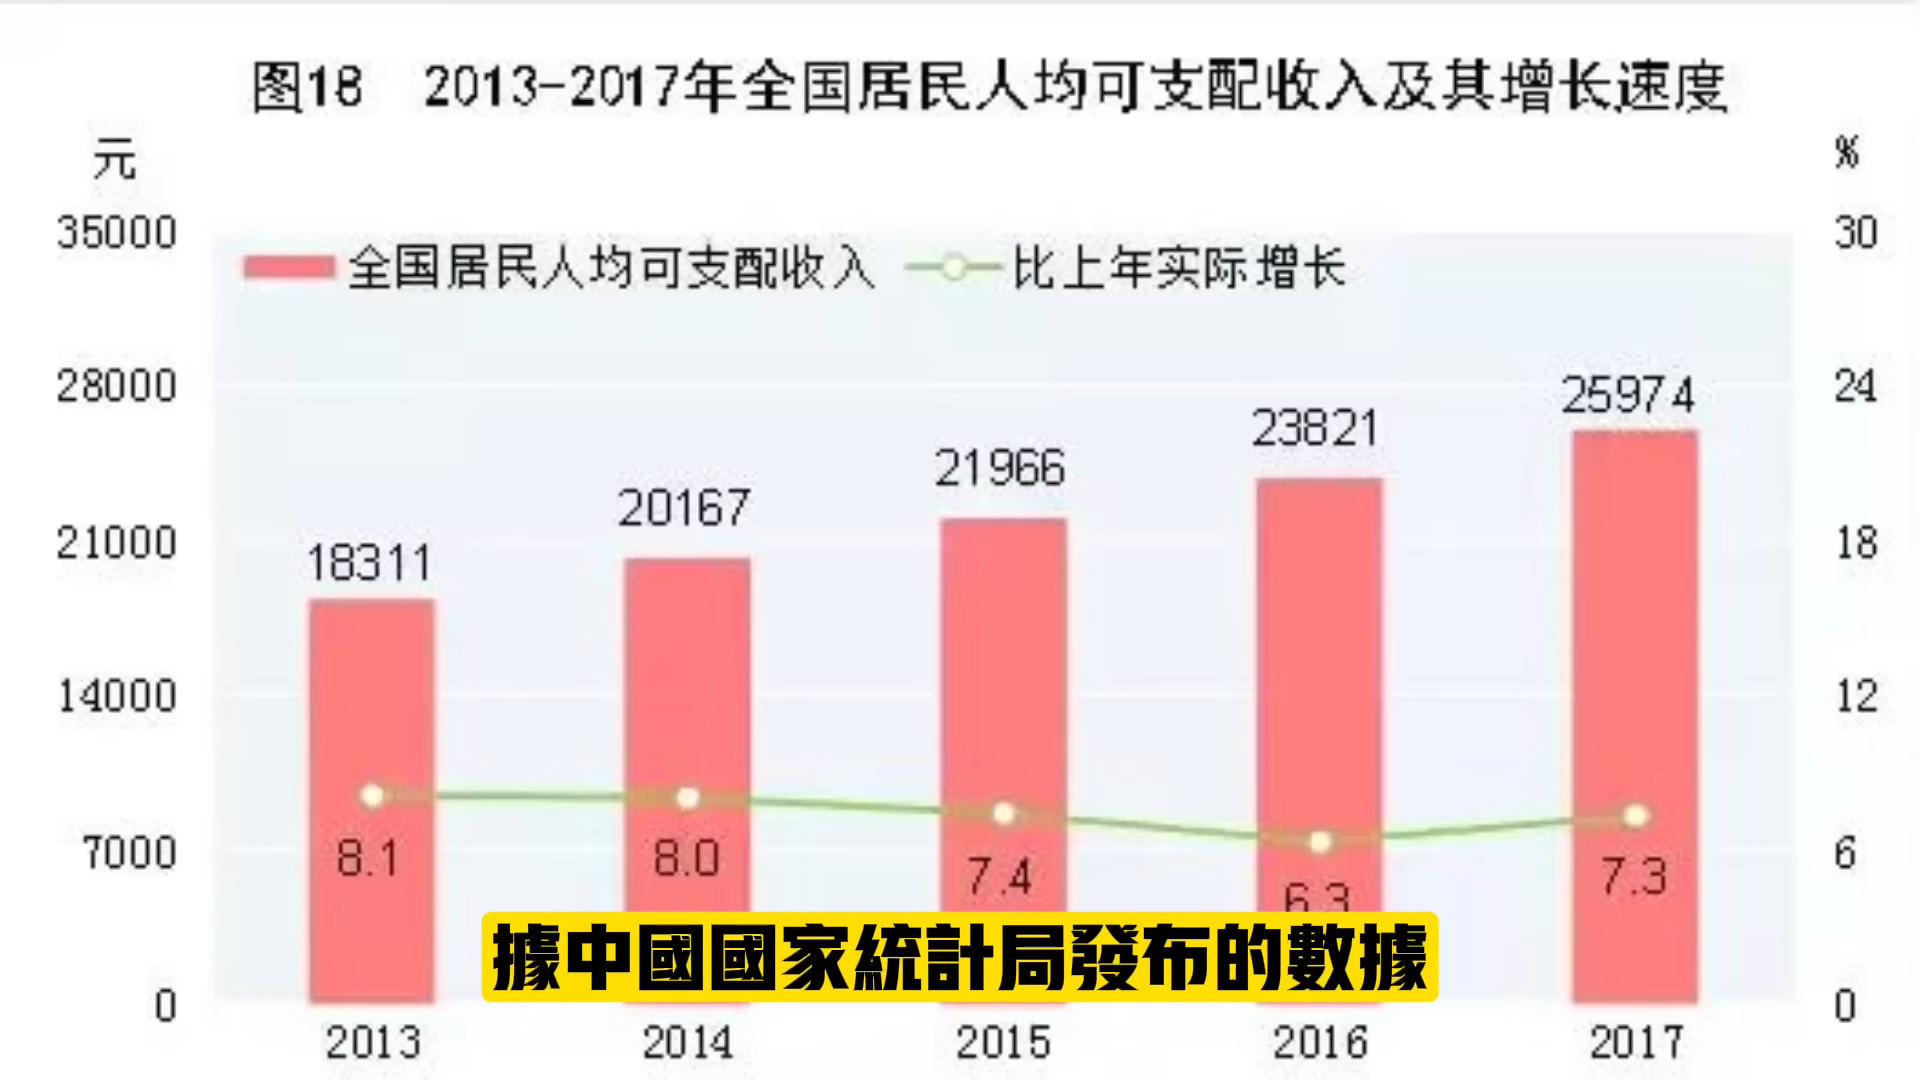 图18 2013-2017年全国居民人均可支配收入及其增长速度
元 %
35000 30
全国居民人均可支配收入 比上年实际增长
28000 24
25974
23821
21966
20167
21000 18
18311
14000 12
7000 6
8.1 8.0 7.4 6.3 7.3
據中國國家統計局發布的數據
0 0
2013 2014 2015 2016 2017